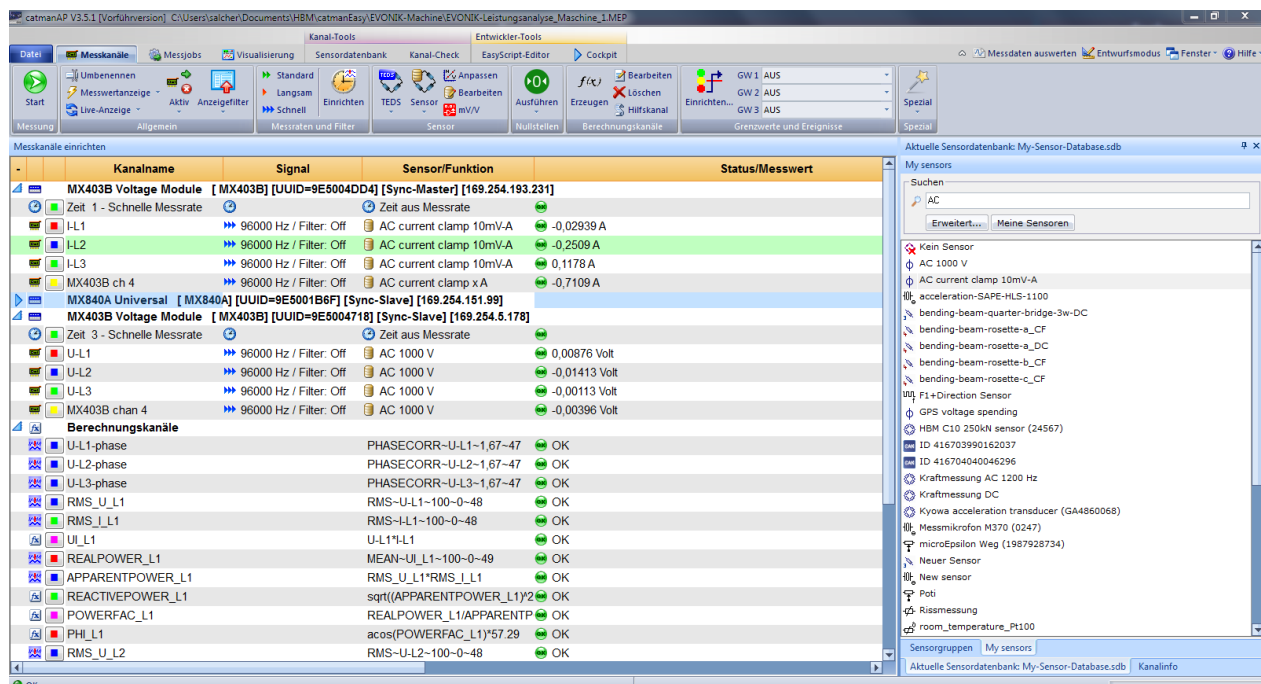 catmanAP V3.5.1 [Vorführversion] C:\Users\salcher\Documents\HBM\catmanEasy\EVONIK-Machine\EVONIK-Leistungsanalyse_Maschine_1.MEP
Kanal-Tools Entwickler-Tools
Datei Messkanäle Messjobs Visualisierung Sensordatenbank Kanal-Check EasyScript-Editor Cockpit Messdaten auswerten Entwurfsmodus Fenster Hilfe
Umbenennen Standard Anpassen Bearbeiten GW 1 AUS
Messwertanzeige Langsam Bearbeiten Löschen GW 2 AUS
Start Aktiv Anzeigefilter Einrichten TEDS Sensor Ausführen f(x) Erzeugen Einrichten... Spezial
Live-Anzeige Schnell mV/V Hilfskanal GW 3 AUS
Messung Allgemein Messraten und Filter Sensor Nullstellen Berechnungskanäle Grenzwerte und Ereignisse Spezial
Messkanäle einrichten
- Kanalname Signal Sensor/Funktion Status/Messwert
MX403B Voltage Module [ MX403B] [UUID=9E5004DD4] [Sync-Master] [169.254.193.231]
Zeit 1 - Schnelle Messrate Zeit aus Messrate
I-L1 96000 Hz / Filter: Off AC current clamp 10mV-A -0,02939 A
I-L2 96000 Hz / Filter: Off AC current clamp 10mV-A -0,2509 A
I-L3 96000 Hz / Filter: Off AC current clamp 10mV-A 0,1178 A
MX403B ch 4 96000 Hz / Filter: Off AC current clamp x A -0,7109 A
MX840A Universal [ MX840A] [UUID=9E5001B6F] [Sync-Slave] [169.254.151.99]
MX403B Voltage Module [ MX403B] [UUID=9E5004718] [Sync-Slave] [169.254.5.178]
Zeit 3 - Schnelle Messrate Zeit aus Messrate
U-L1 96000 Hz / Filter: Off AC 1000 V 0,00876 Volt
U-L2 96000 Hz / Filter: Off AC 1000 V -0,01413 Volt
U-L3 96000 Hz / Filter: Off AC 1000 V -0,00113 Volt
MX403B chan 4 96000 Hz / Filter: Off AC 1000 V -0,00396 Volt
Berechnungskanäle
U-L1-phase PHASECORR~U-L1~1,67~47 OK
U-L2-phase PHASECORR~U-L2~1,67~47 OK
U-L3-phase PHASECORR~U-L3~1,67~47 OK
RMS_U_L1 RMS~U-L1~100~0~48 OK
RMS_I_L1 RMS~I-L1~100~0~48 OK
UI_L1 U-L1*I-L1 OK
REALPOWER_L1 MEAN~UI_L1~100~0~49 OK
APPARENTPOWER_L1 RMS_U_L1*RMS_I_L1 OK
REACTIVEPOWER_L1 sqrt((APPARENTPOWER_L1)^2 OK
POWERFAC_L1 REALPOWER_L1/APPARENTP OK
PHI_L1 acos(POWERFAC_L1)*57.29 OK
RMS_U_L2 RMS~U-L2~100~0~48 OK
Aktuelle Sensordatenbank: My-Sensor-Database.sdb
My sensors
Suchen
AC
Erweitert... Meine Sensoren
Kein Sensor
AC 1000 V
AC current clamp 10mV-A
acceleration-SAPE-HLS-1100
bending-beam-quarter-bridge-3w-DC
bending-beam-rosette-a_CF
bending-beam-rosette-a_DC
bending-beam-rosette-b_CF
bending-beam-rosette-c_CF
F1+Direction Sensor
GPS voltage spending
HBM C10 250kN sensor (24567)
ID 416703990162037
ID 416704040046296
Kraftmessung AC 1200 Hz
Kraftmessung DC
Kyowa acceleration transducer (GA4860068)
Messmikrofon M370 (0247)
microEpsilon Weg (1987928734)
Neuer Sensor
New sensor
Poti
Rissmessung
room_temperature_Pt100
Sensorgruppen My sensors
Aktuelle Sensordatenbank: My-Sensor-Database.sdb Kanalinfo